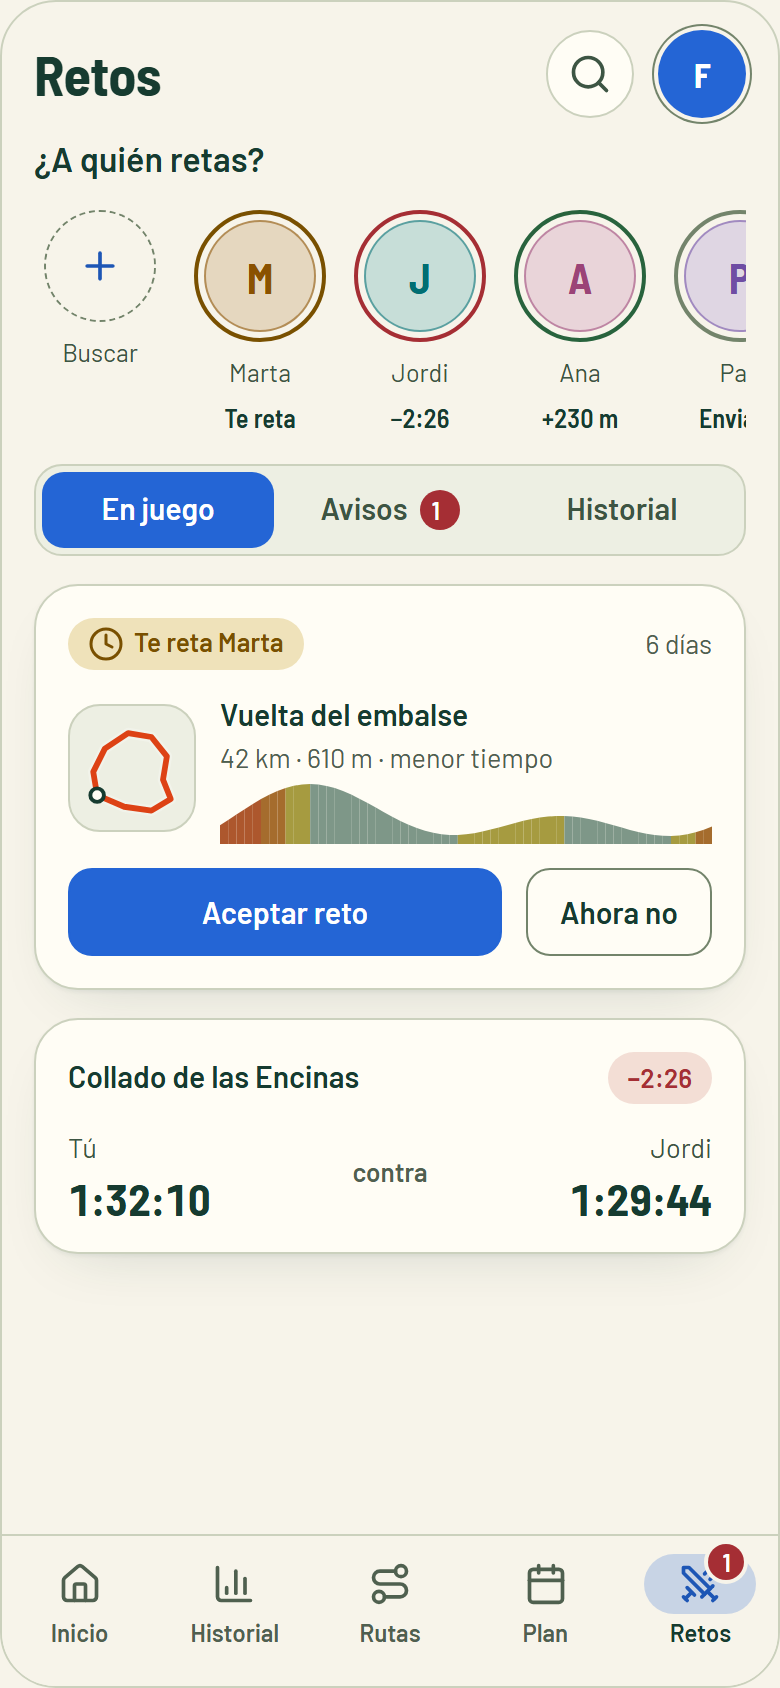 Retos
F
¿A quién retas?
M
J
A
P
Buscar
Marta
Jordi
Ana
Pa
Te reta
−2:26
+230 m
Envia
En juego
Avisos 1
Historial
Te reta Marta
6 días
Vuelta del embalse
42 km · 610 m · menor tiempo
Aceptar reto
Ahora no
Collado de las Encinas
−2:26
Tú
Jordi
contra
1:32:10
1:29:44
1
Inicio
Historial
Rutas
Plan
Retos